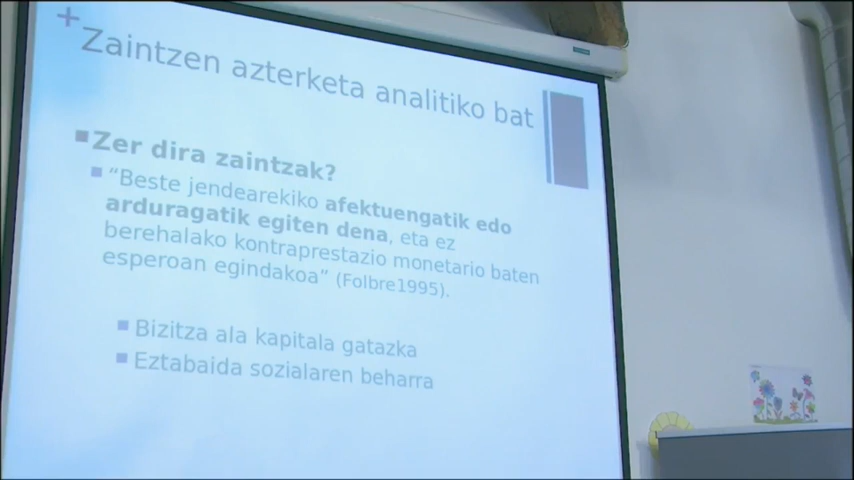 +
Zaintzen azterketa analitiko bat
Zer dira zaintzak?
“Beste jendearekiko afektuengatik edo
arduragatik egiten dena, eta ez
berehalako kontraprestazio monetario baten
esperoan egindakoa” (Folbre1995).
Bizitza ala kapitala gatazka
Eztabaida sozialaren beharra